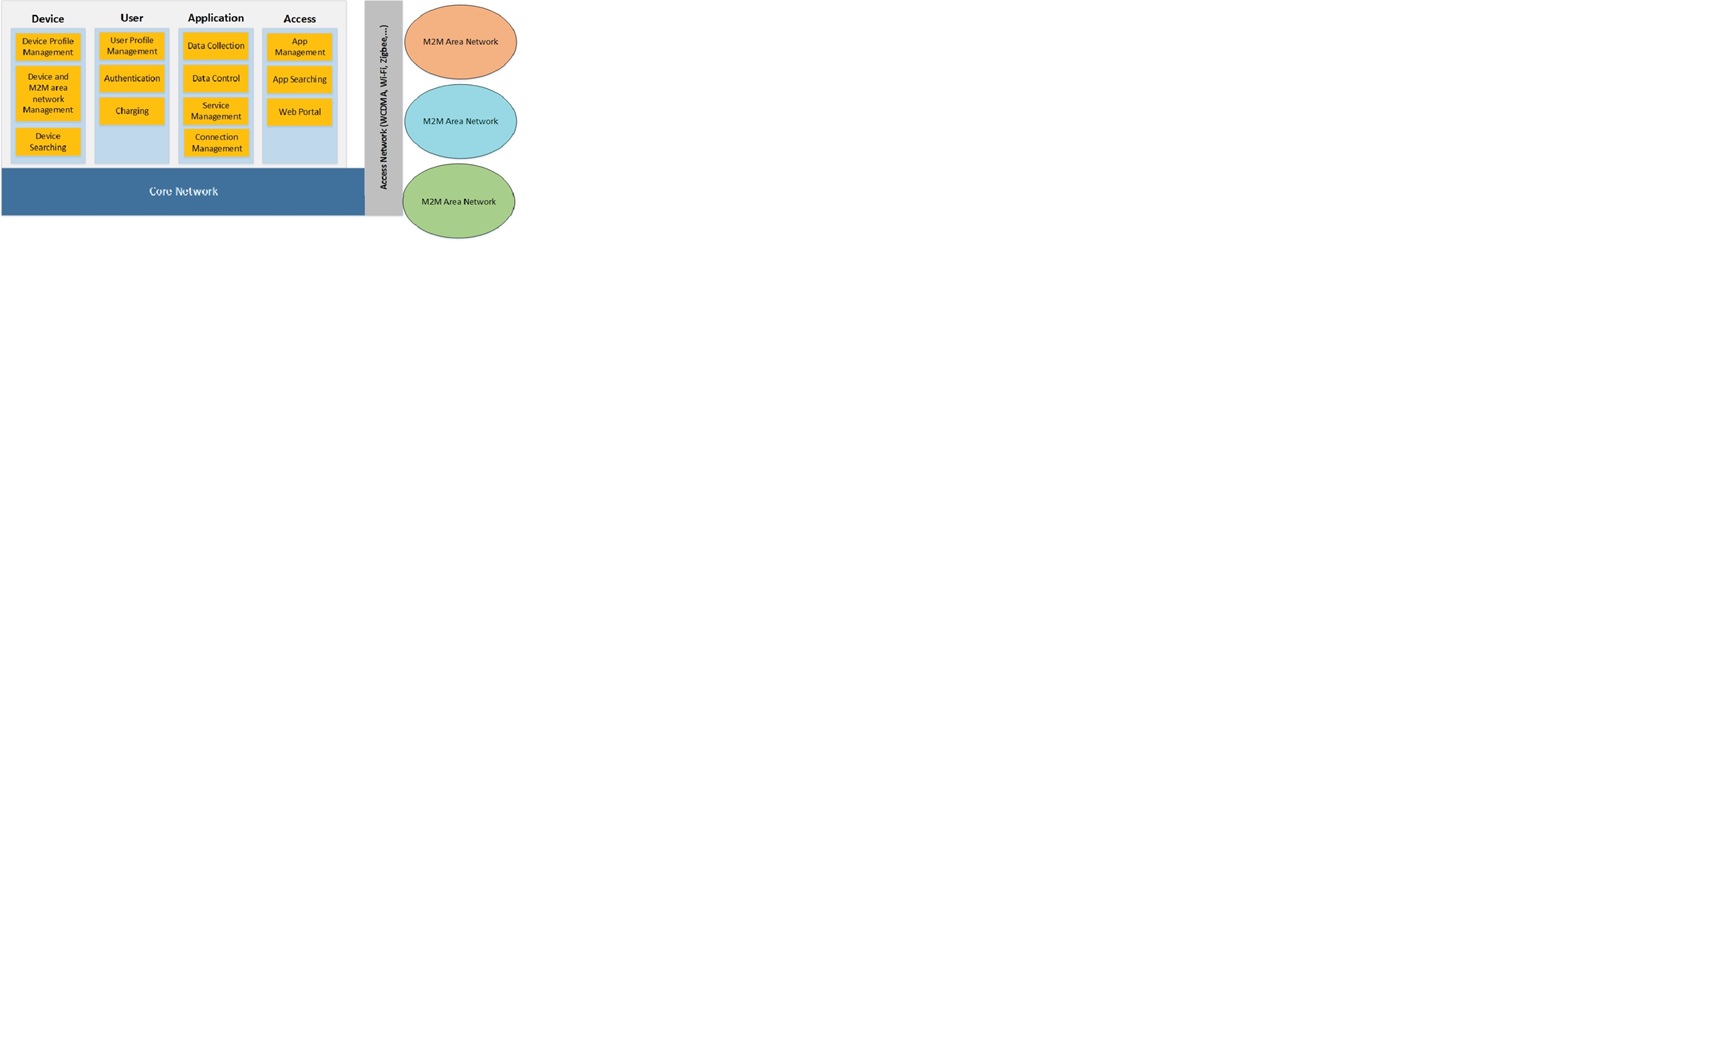 Device
Device Profile
Management
Device and
M2M area
network
Management
Device
Searching
User
User Profile
Management
Authentication
Charging
Application
Data Collection
Data Control
Service
Management
Connection
Management
Access
App
Management
App Searching
Web Portal
Core Network
Access Network (WCDMA, Wi-Fi, Zigbee,...)
M2M Area Network
M2M Area Network
M2M Area Network